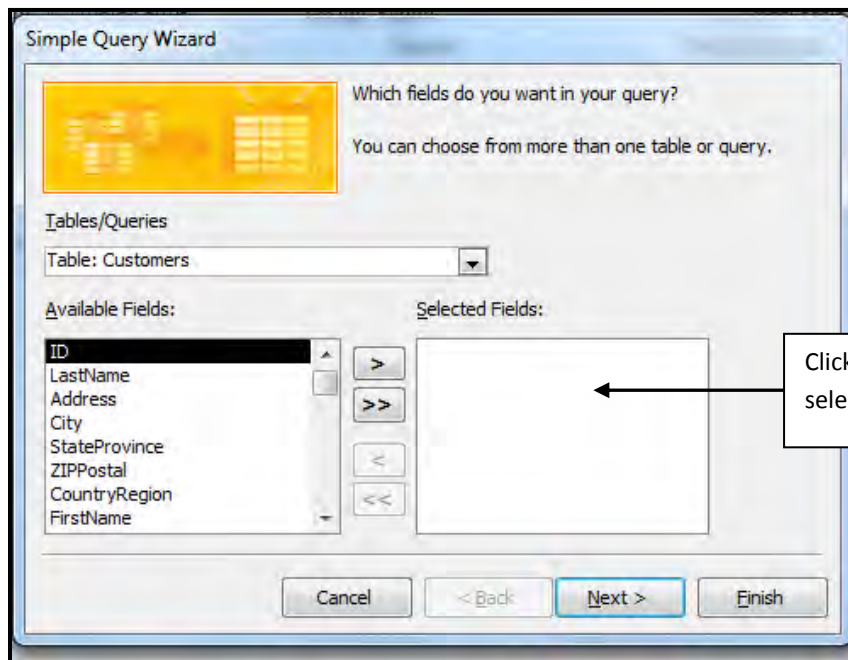 Simple Query Wizard
Which fields do you want in your query?
You can choose from more than one table or query.
Tables/Queries
Table: Customers
Available Fields:
Selected Fields:
ID
LastName
Address
City
StateProvince
ZIPPostal
CountryRegion
FirstName
>
>>
<
<<
Click
sele
Cancel
< Back
Next >
Finish